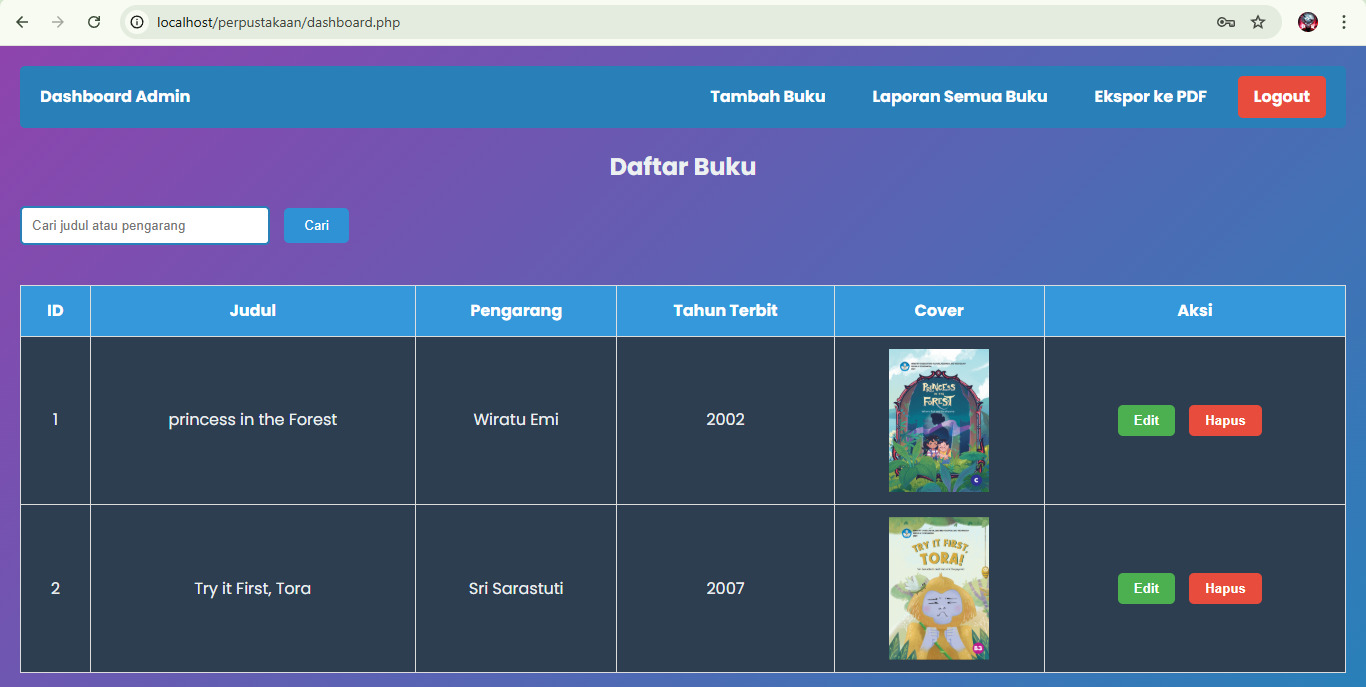 localhost/perpustakaan/dashboard.php
Dashboard Admin Tambah Buku Laporan Semua Buku Ekspor ke PDF Logout
Daftar Buku
Cari judul atau pengarang Cari
ID Judul Pengarang Tahun Terbit Cover Aksi
1 princess in the Forest Wiratu Emi 2002 Edit Hapus
PRINCESS
IN THE
FOREST
C
2 Try it First, Tora Sri Sarastuti 2007 Edit Hapus
TRY IT FIRST,
TORA!
B3